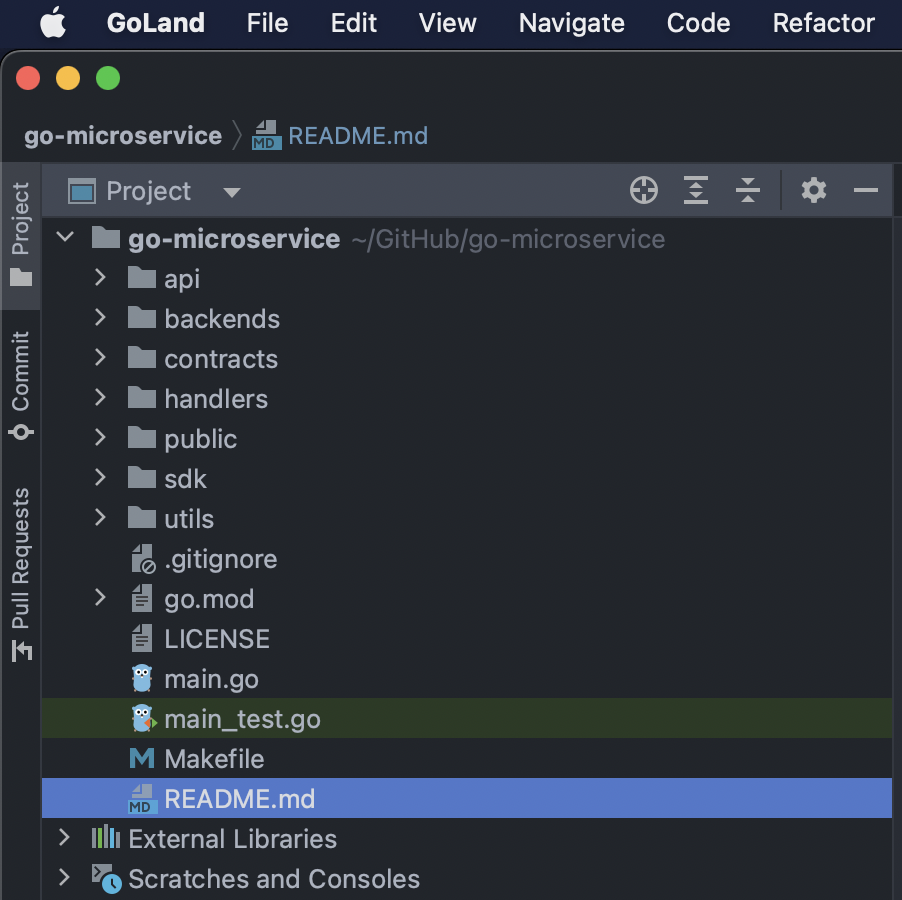 GoLand File Edit View Navigate Code Refactor
go-microservice README.md
Project
go-microservice ~/GitHub/go-microservice
api
backends
contracts
handlers
public
sdk
utils
.gitignore
go.mod
LICENSE
main.go
main_test.go
M Makefile
MD README.md
External Libraries
Scratches and Consoles
Project
Commit
Pull Requests